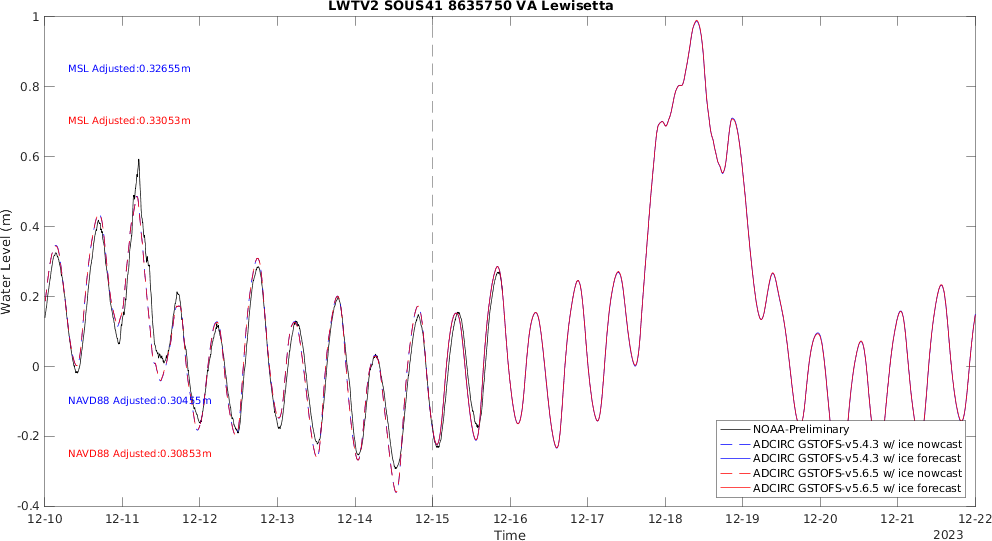 LWTV2 SOUS41 8635750 VA Lewisetta
1
0.8
0.6
0.4
0.2
0
-0.2
-0.4
Water Level (m)
MSL Adjusted:0.32655m
MSL Adjusted:0.33053m
NAVD88 Adjusted:0.30455m
NAVD88 Adjusted:0.30853m
NOAA-Preliminary
ADCIRC GSTOFS-v5.4.3 w/ ice nowcast
ADCIRC GSTOFS-v5.4.3 w/ ice forecast
ADCIRC GSTOFS-v5.6.5 w/ ice nowcast
ADCIRC GSTOFS-v5.6.5 w/ ice forecast
12-10 12-11 12-12 12-13 12-14 12-15 12-16 12-17 12-18 12-19 12-20 12-21 12-22
Time
2023